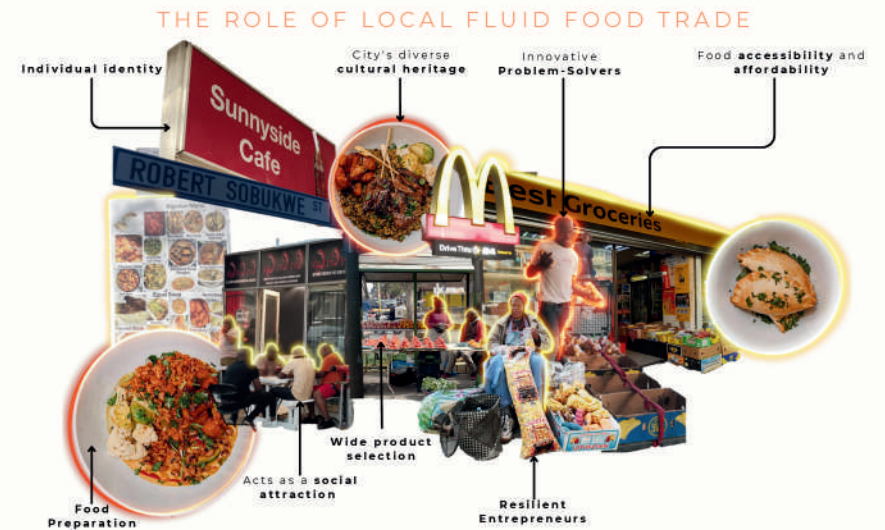 THE ROLE OF LOCAL FLUID FOOD TRADE
Individual identity
City's diverse
cultural heritage
Innovative
Problem-Solvers
Food accessibility and
affordability
Sunnyside
Cafe
ROBERT SOBUKWE ST
est Groceries
Drive Thru
Wide product
selection
Acts as a social
attraction
Food
Preparation
Resilient
Entrepreneurs